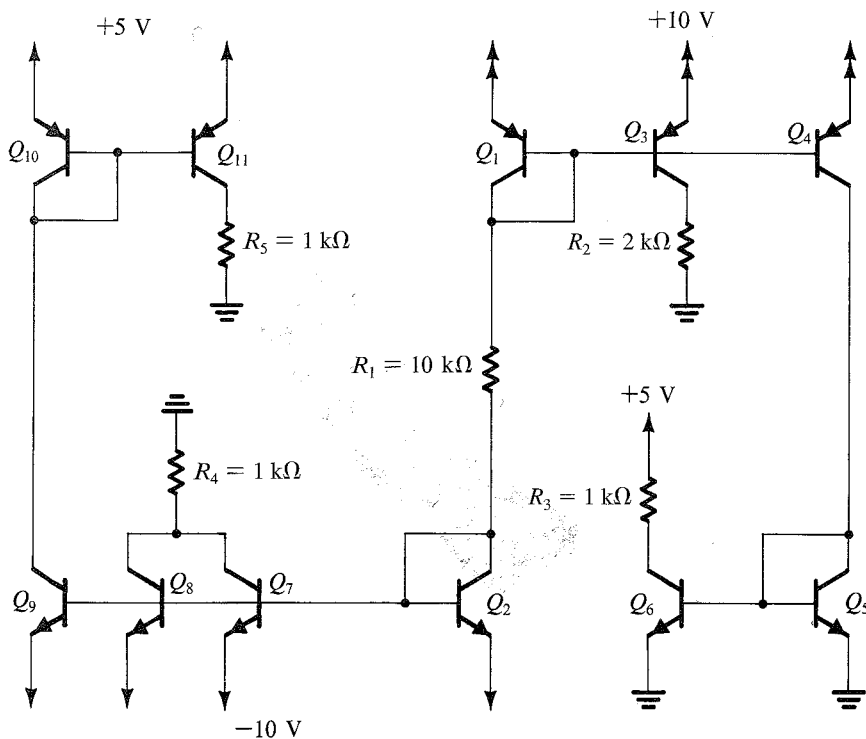 +5 V
+10 V
Q10
Q11
Q1
Q3
Q4
R5 = 1 kΩ
R2 = 2 kΩ
R1 = 10 kΩ
+5 V
R4 = 1 kΩ
R3 = 1 kΩ
Q9
Q8
Q7
Q2
Q6
Q5
−10 V